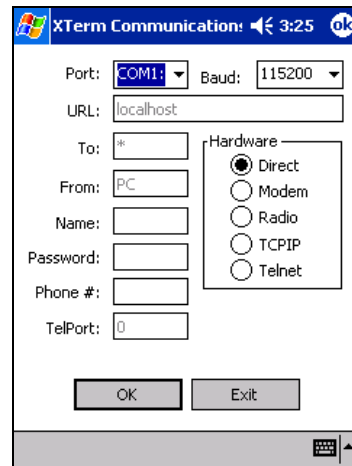 XTerm Communications 3:25 ok
Port: COM1: Baud: 115200
URL: localhost
To: *
From: PC
Name:
Password:
Phone #:
TelPort: 0
Hardware
Direct
Modem
Radio
TCPIP
Telnet
OK Exit